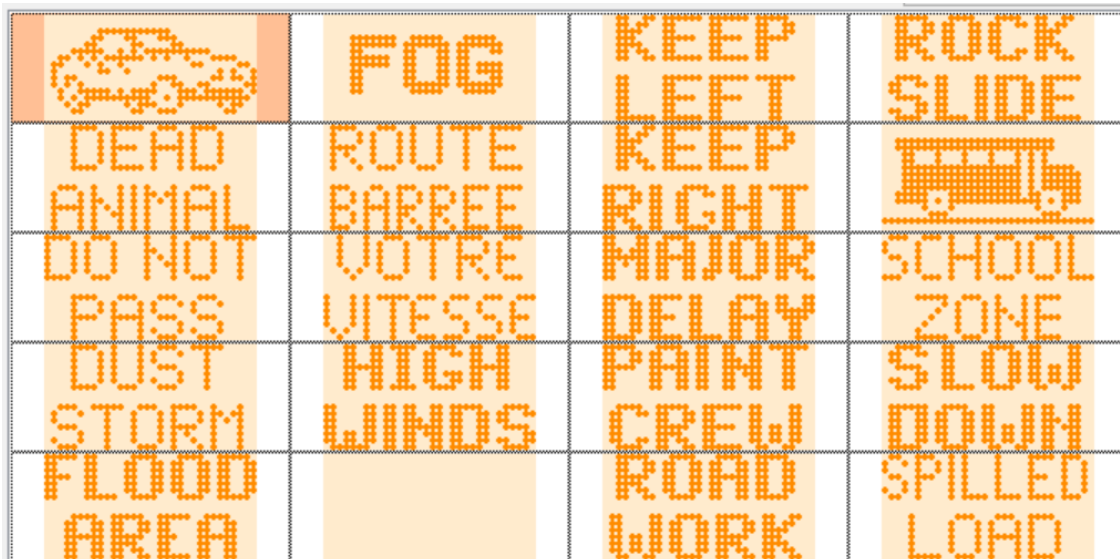 FOG
KEEP
LEFT
ROCK
SLIDE
DEAD
ANIMAL
ROUTE
BARREE
KEEP
RIGHT
DO NOT
PASS
VOTRE
VITESSE
MAJOR
DELAY
SCHOOL
ZONE
DUST
STORM
HIGH
WINDS
PAINT
CREW
SLOW
DOWN
FLOOD
AREA
ROAD
WORK
SPILLED
LOAD